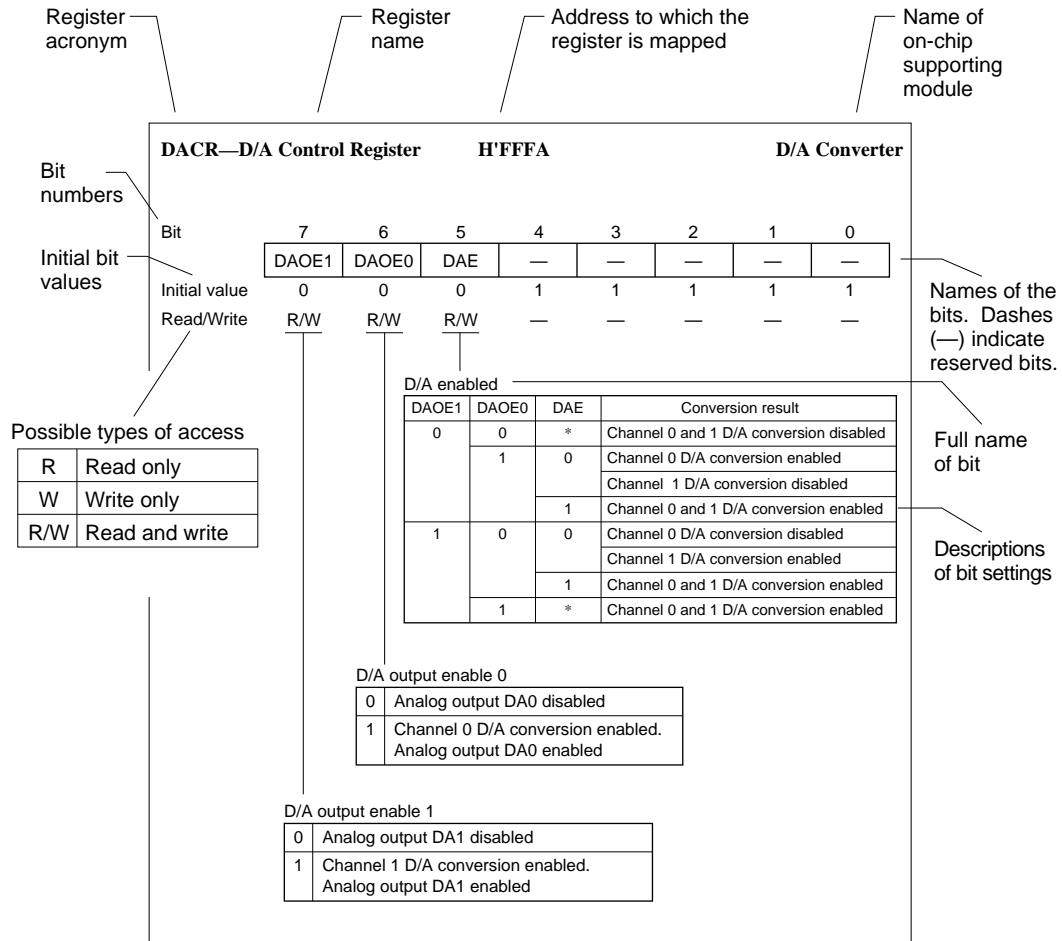 Register
acronym
Register
name
Address to which the
register is mapped
Name of
on-chip
supporting
module
DACR—D/A Control Register H'FFFA D/A Converter
Bit
numbers
Bit 7 6 5 4 3 2 1 0
Initial bit
values
DAOE1 DAOE0 DAE — — — — —
Initial value 0 0 0 1 1 1 1 1
Read/Write R/W R/W R/W — — — — —
Names of the
bits. Dashes
(—) indicate
reserved bits.
D/A enabled
DAOE1 DAOE0 DAE Conversion result
0 0 * Channel 0 and 1 D/A conversion disabled
1 0 Channel 0 D/A conversion enabled
Channel 1 D/A conversion disabled
1 Channel 0 and 1 D/A conversion enabled
1 0 0 Channel 0 D/A conversion disabled
Channel 1 D/A conversion enabled
1 Channel 0 and 1 D/A conversion enabled
1 * Channel 0 and 1 D/A conversion enabled
Full name
of bit
Descriptions
of bit settings
Possible types of access
R Read only
W Write only
R/W Read and write
D/A output enable 0
0 Analog output DA0 disabled
1 Channel 0 D/A conversion enabled.
Analog output DA0 enabled
D/A output enable 1
0 Analog output DA1 disabled
1 Channel 1 D/A conversion enabled.
Analog output DA1 enabled